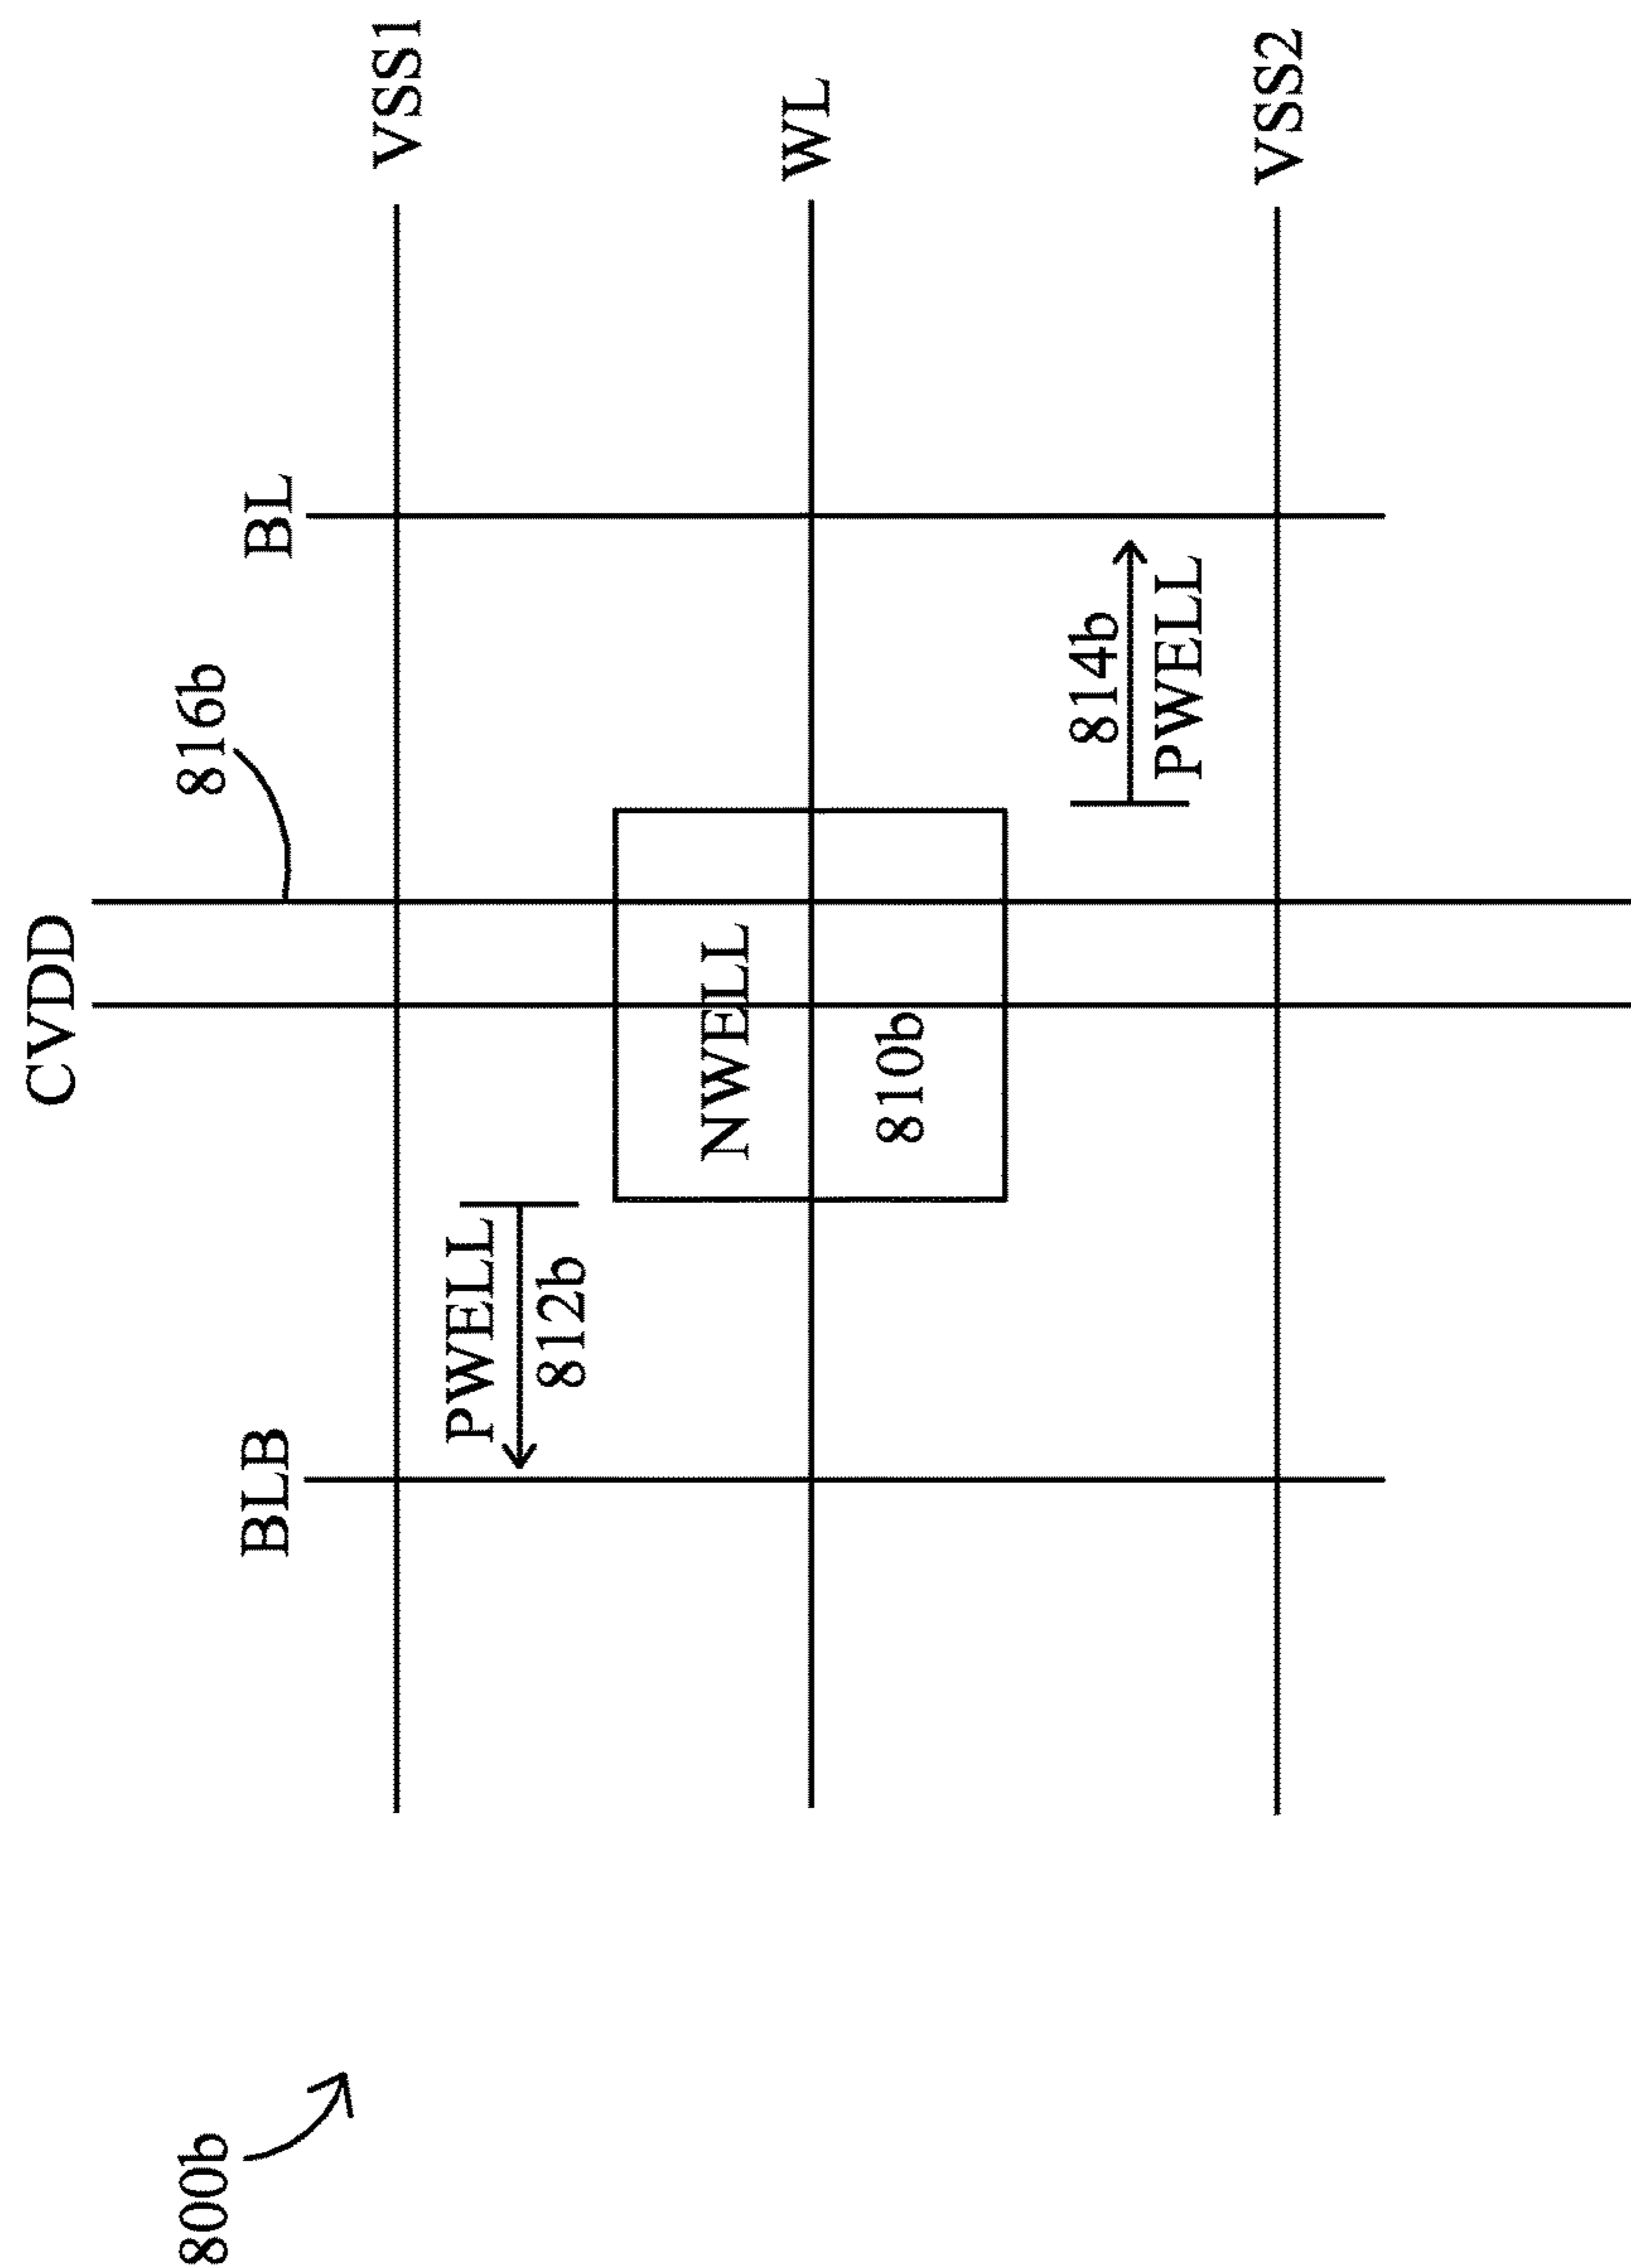 CVDD
800b
816b
BLB
BL
VSS1
PWELL
812b
NWELL
WL
810b
814b
PWELL
VSS2